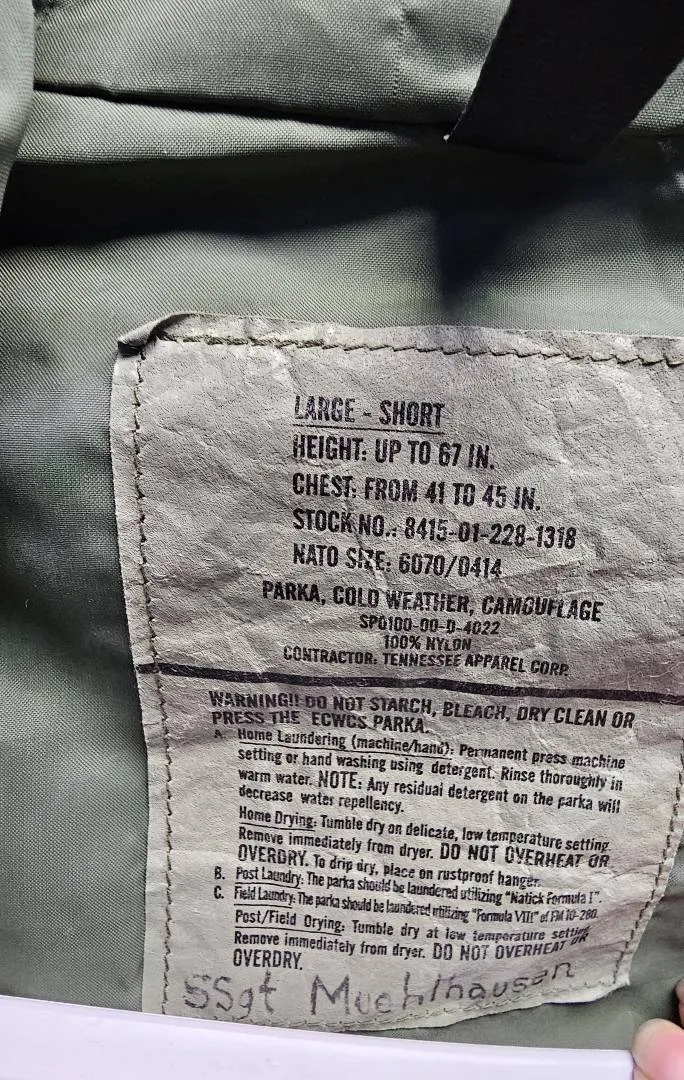 LARGE - SHORT
HEIGHT: UP TO 67 IN.
CHEST: FROM 41 TO 45 IN.
STOCK NO.: 8415-01-228-1318
NATO SIZE: 6070/0414
PARKA, COLD WEATHER, CAMOUFLAGE
SPO100-00-D-4022
100% NYLON
CONTRACTOR: TENNESSEE APPAREL CORP.
WARNING!! DO NOT STARCH, BLEACH, DRY CLEAN OR
PRESS THE ECWCS PARKA.
A. Home Laundering (machine/hand): Permanent press machine
setting or hand washing using detergent. Rinse thoroughly in
warm water. NOTE: Any residual detergent on the parka will
decrease water repellency.
Home Drying: Tumble dry on delicate, low temperature setting.
Remove immediately from dryer. DO NOT OVERHEAT OR
OVERDRY. To drip dry, place on rustproof hanger.
B. Post Laundry: The parka should be laundered utilizing "Natick Formula I".
C. Field Laundry: The parka should be laundered utilizing "Formula VIII" of FM 10-280.
Post/Field Drying: Tumble dry at low temperature setting
Remove immediately from dryer. DO NOT OVERHEAT OR
OVERDRY.
SSgt Muehlhausen